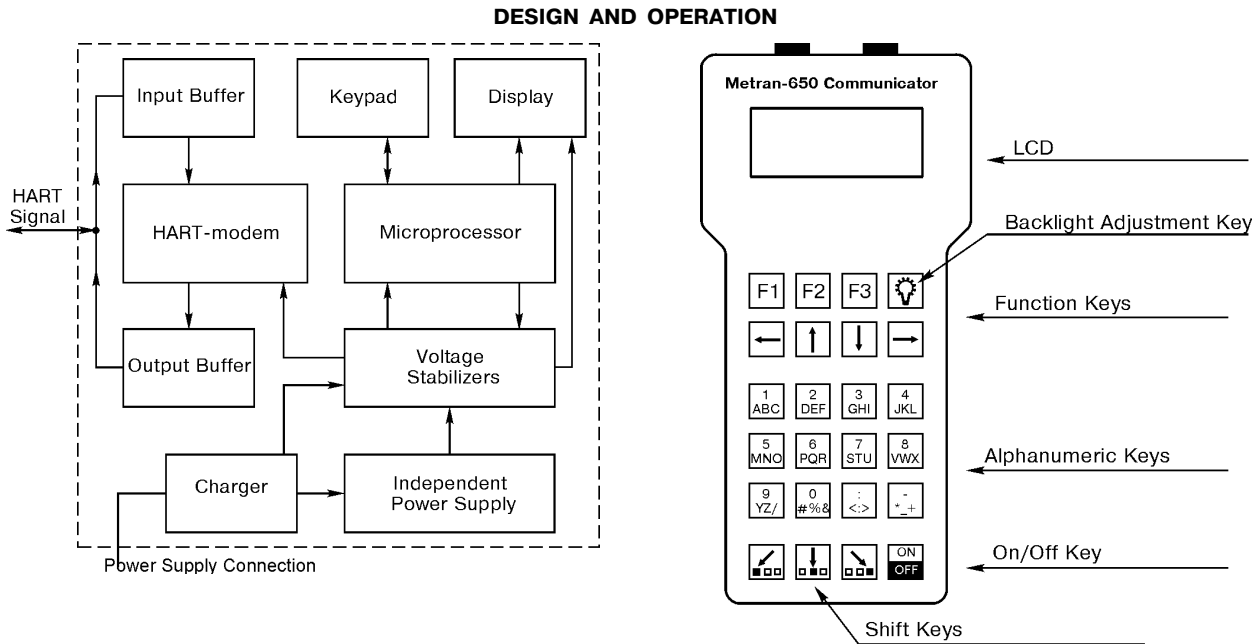 DESIGN AND OPERATION
Input Buffer
Keypad
Display
HART
Signal
HART-modem
Microprocessor
Output Buffer
Voltage
Stabilizers
Charger
Independent
Power Supply
Power Supply Connection
Metran-650 Communicator
LCD
Backlight Adjustment Key
F1 F2 F3
Function Keys
1 2 3 4
ABC DEF GHI JKL
5 6 7 8
MNO PQR STU VWX
Alphanumeric Keys
9 0 : -
YZ/ #%& <:> *_+
ON
OFF
On/Off Key
Shift Keys